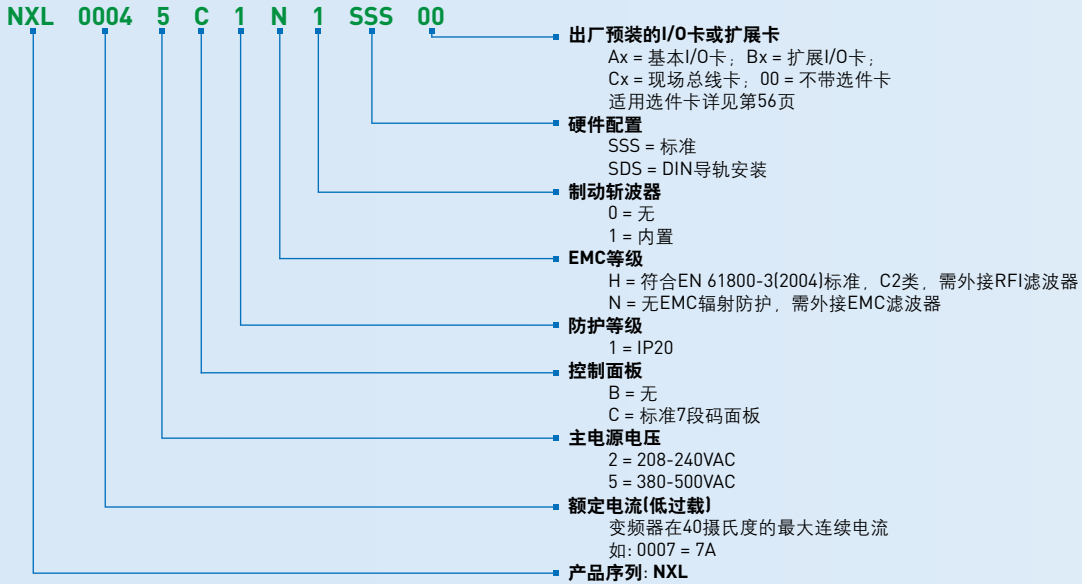 NXL 0004 5 C 1 N 1 SSS 00
出厂预装的I/O卡或扩展卡
Ax = 基本I/O卡；Bx = 扩展I/O卡；
Cx = 现场总线卡；00 = 不带选件卡
适用选件卡详见第56页
硬件配置
SSS = 标准
SDS = DIN导轨安装
制动斩波器
0 = 无
1 = 内置
EMC等级
H = 符合EN 61800-3(2004)标准，C2类，需外接RFI滤波器
N = 无EMC辐射防护，需外接EMC滤波器
防护等级
1 = IP20
控制面板
B = 无
C = 标准7段码面板
主电源电压
2 = 208-240VAC
5 = 380-500VAC
额定电流(低过载)
变频器在40摄氏度的最大连续电流
如: 0007 = 7A
产品序列: NXL